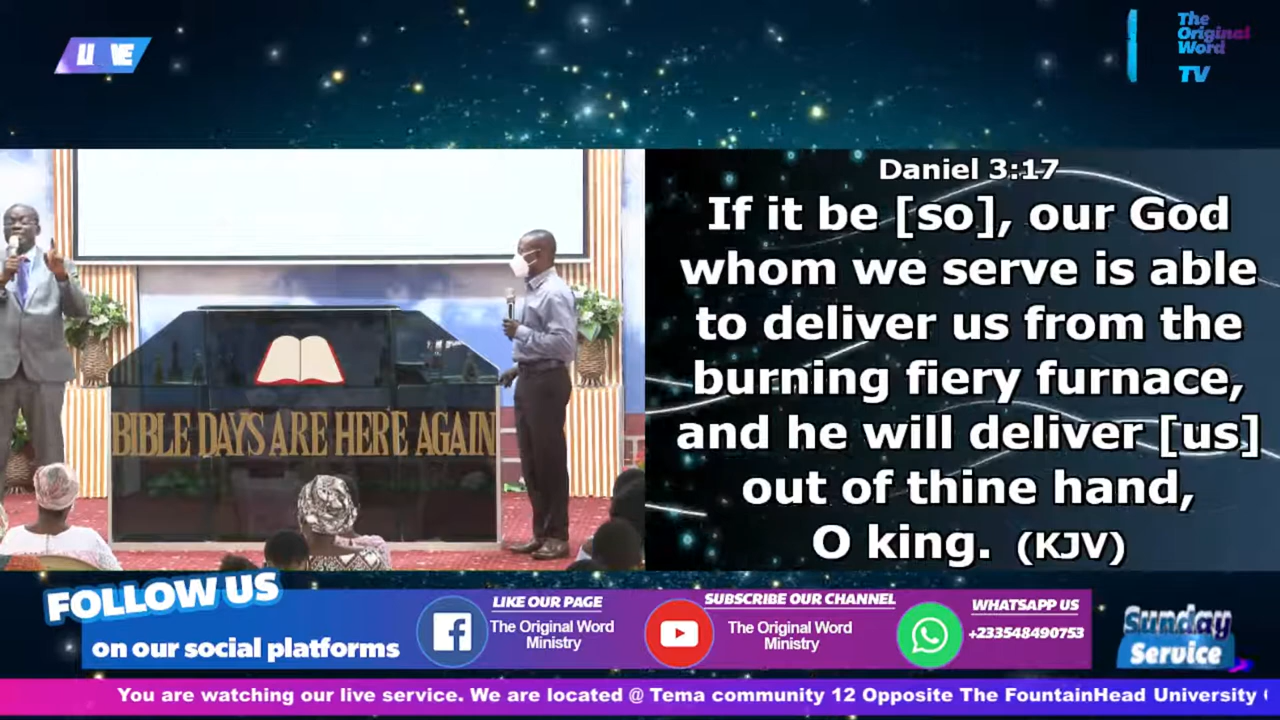 LIVE
The
Original
Word
TV
Daniel 3:17
If it be [so], our God
whom we serve is able
to deliver us from the
burning fiery furnace,
and he will deliver [us]
out of thine hand,
O king. (KJV)
BIBLE DAYS ARE HERE AGAIN
FOLLOW US
on our social platforms
LIKE OUR PAGE
The Original Word
Ministry
SUBSCRIBE OUR CHANNEL
The Original Word
Ministry
WHATSAPP US
+233548490753
Sunday
Service
You are watching our live service. We are located @ Tema community 12 Opposite The FountainHead University